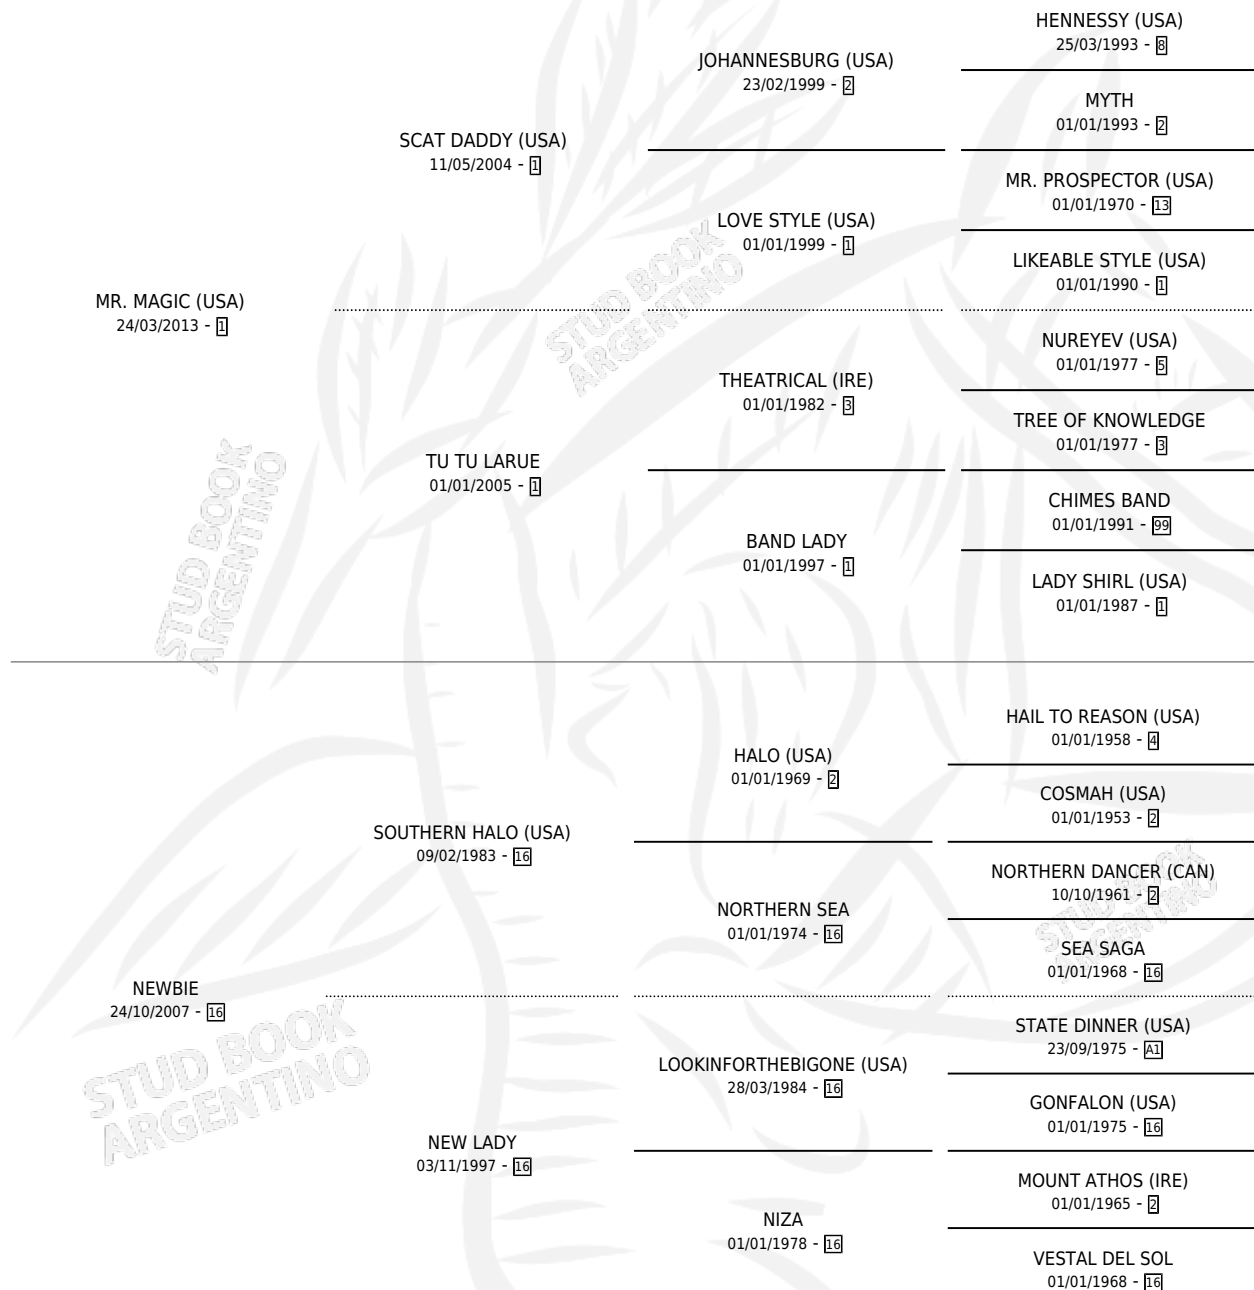 HENNESSY (USA)
25/03/1993 - 8
JOHANNESBURG (USA)
23/02/1999 - 2
MYTH
01/01/1993 - 2
SCAT DADDY (USA)
11/05/2004 - 1
MR. PROSPECTOR (USA)
01/01/1970 - 13
LOVE STYLE (USA)
01/01/1999 - 1
LIKEABLE STYLE (USA)
01/01/1990 - 1
MR. MAGIC (USA)
24/03/2013 - 1
NUREYEV (USA)
01/01/1977 - 5
THEATRICAL (IRE)
01/01/1982 - 3
TREE OF KNOWLEDGE
01/01/1977 - 3
TU TU LARUE
01/01/2005 - 1
CHIMES BAND
01/01/1991 - 99
BAND LADY
01/01/1997 - 1
LADY SHIRL (USA)
01/01/1987 - 1
HAIL TO REASON (USA)
01/01/1958 - 4
HALO (USA)
01/01/1969 - 2
COSMAH (USA)
01/01/1953 - 2
SOUTHERN HALO (USA)
09/02/1983 - 16
NORTHERN DANCER (CAN)
10/10/1961 - 2
NORTHERN SEA
01/01/1974 - 16
SEA SAGA
01/01/1968 - 16
NEWBIE
24/10/2007 - 16
STATE DINNER (USA)
23/09/1975 - A1
LOOKINFORTHEBIGONE (USA)
28/03/1984 - 16
GONFALON (USA)
01/01/1975 - 16
NEW LADY
03/11/1997 - 16
MOUNT ATHOS (IRE)
01/01/1965 - 2
NIZA
01/01/1978 - 16
VESTAL DEL SOL
01/01/1968 - 16
STUD BOOK
ARGENTINO
STUD BOOK
ARGENTINO
STUD BOOK
ARGENTINO
STUD BOOK
ARGENTINO